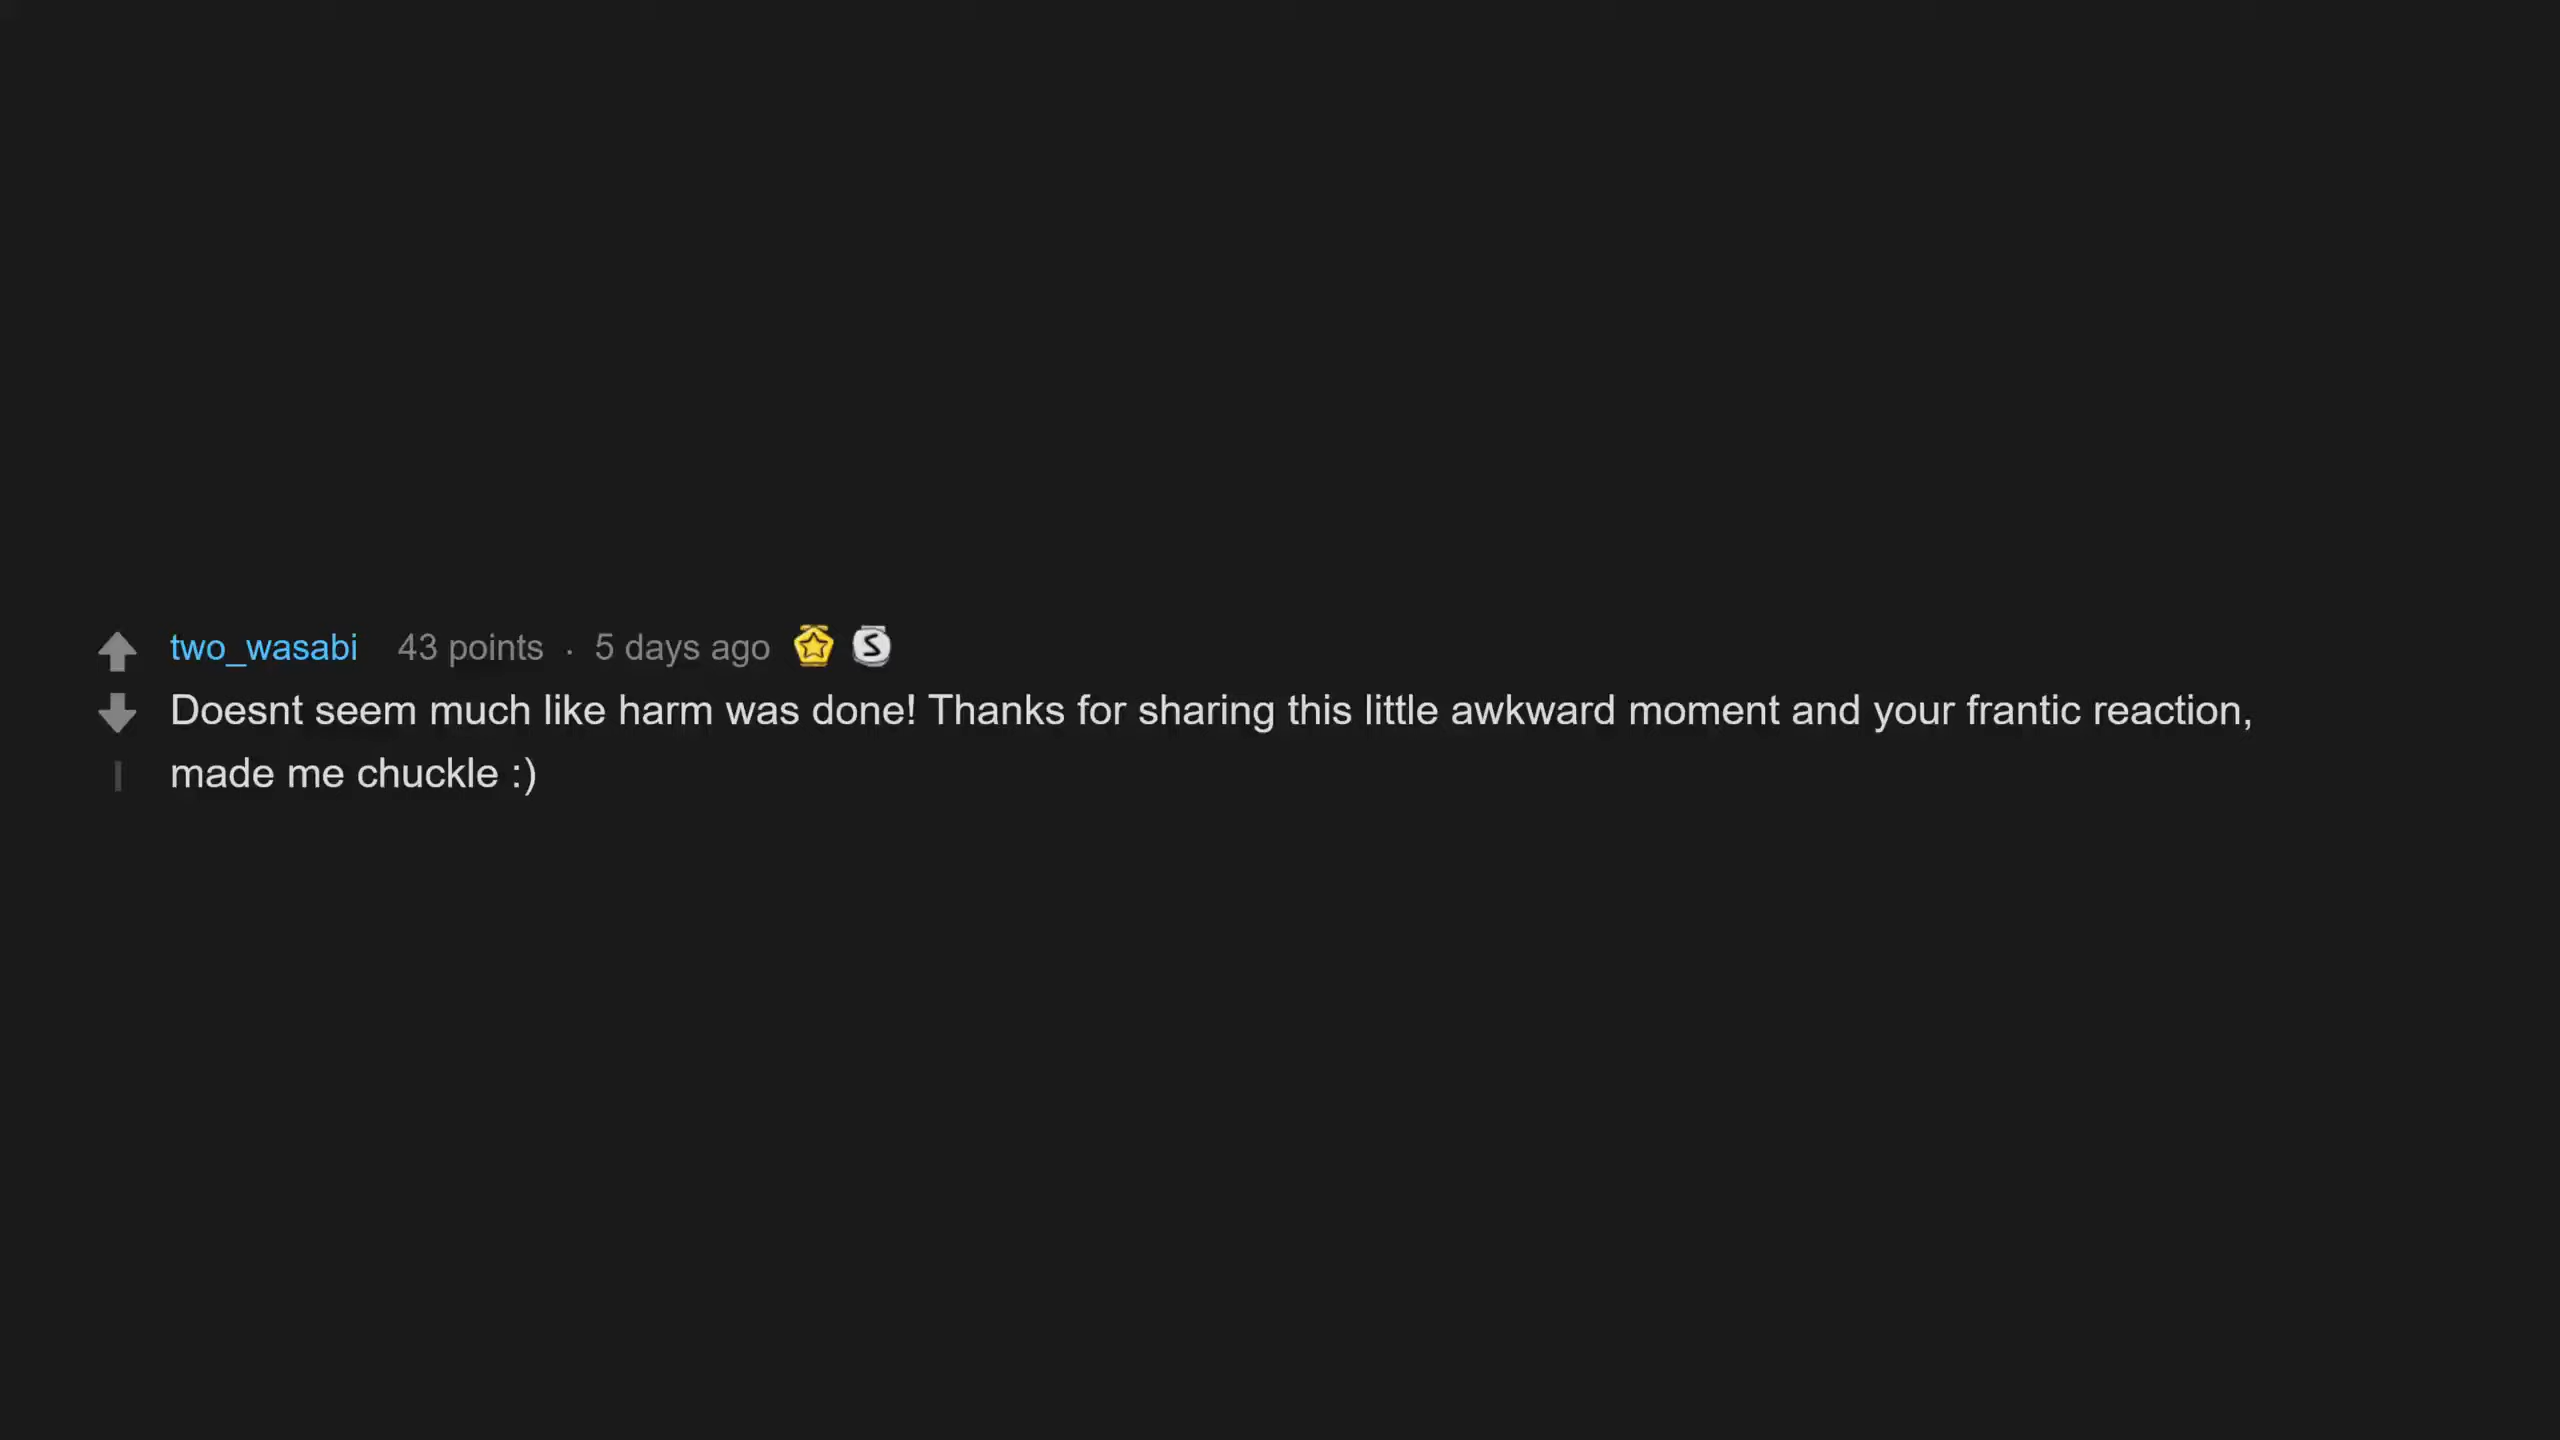 two_wasabi 43 points · 5 days ago S
Doesnt seem much like harm was done! Thanks for sharing this little awkward moment and your frantic reaction,
made me chuckle :)